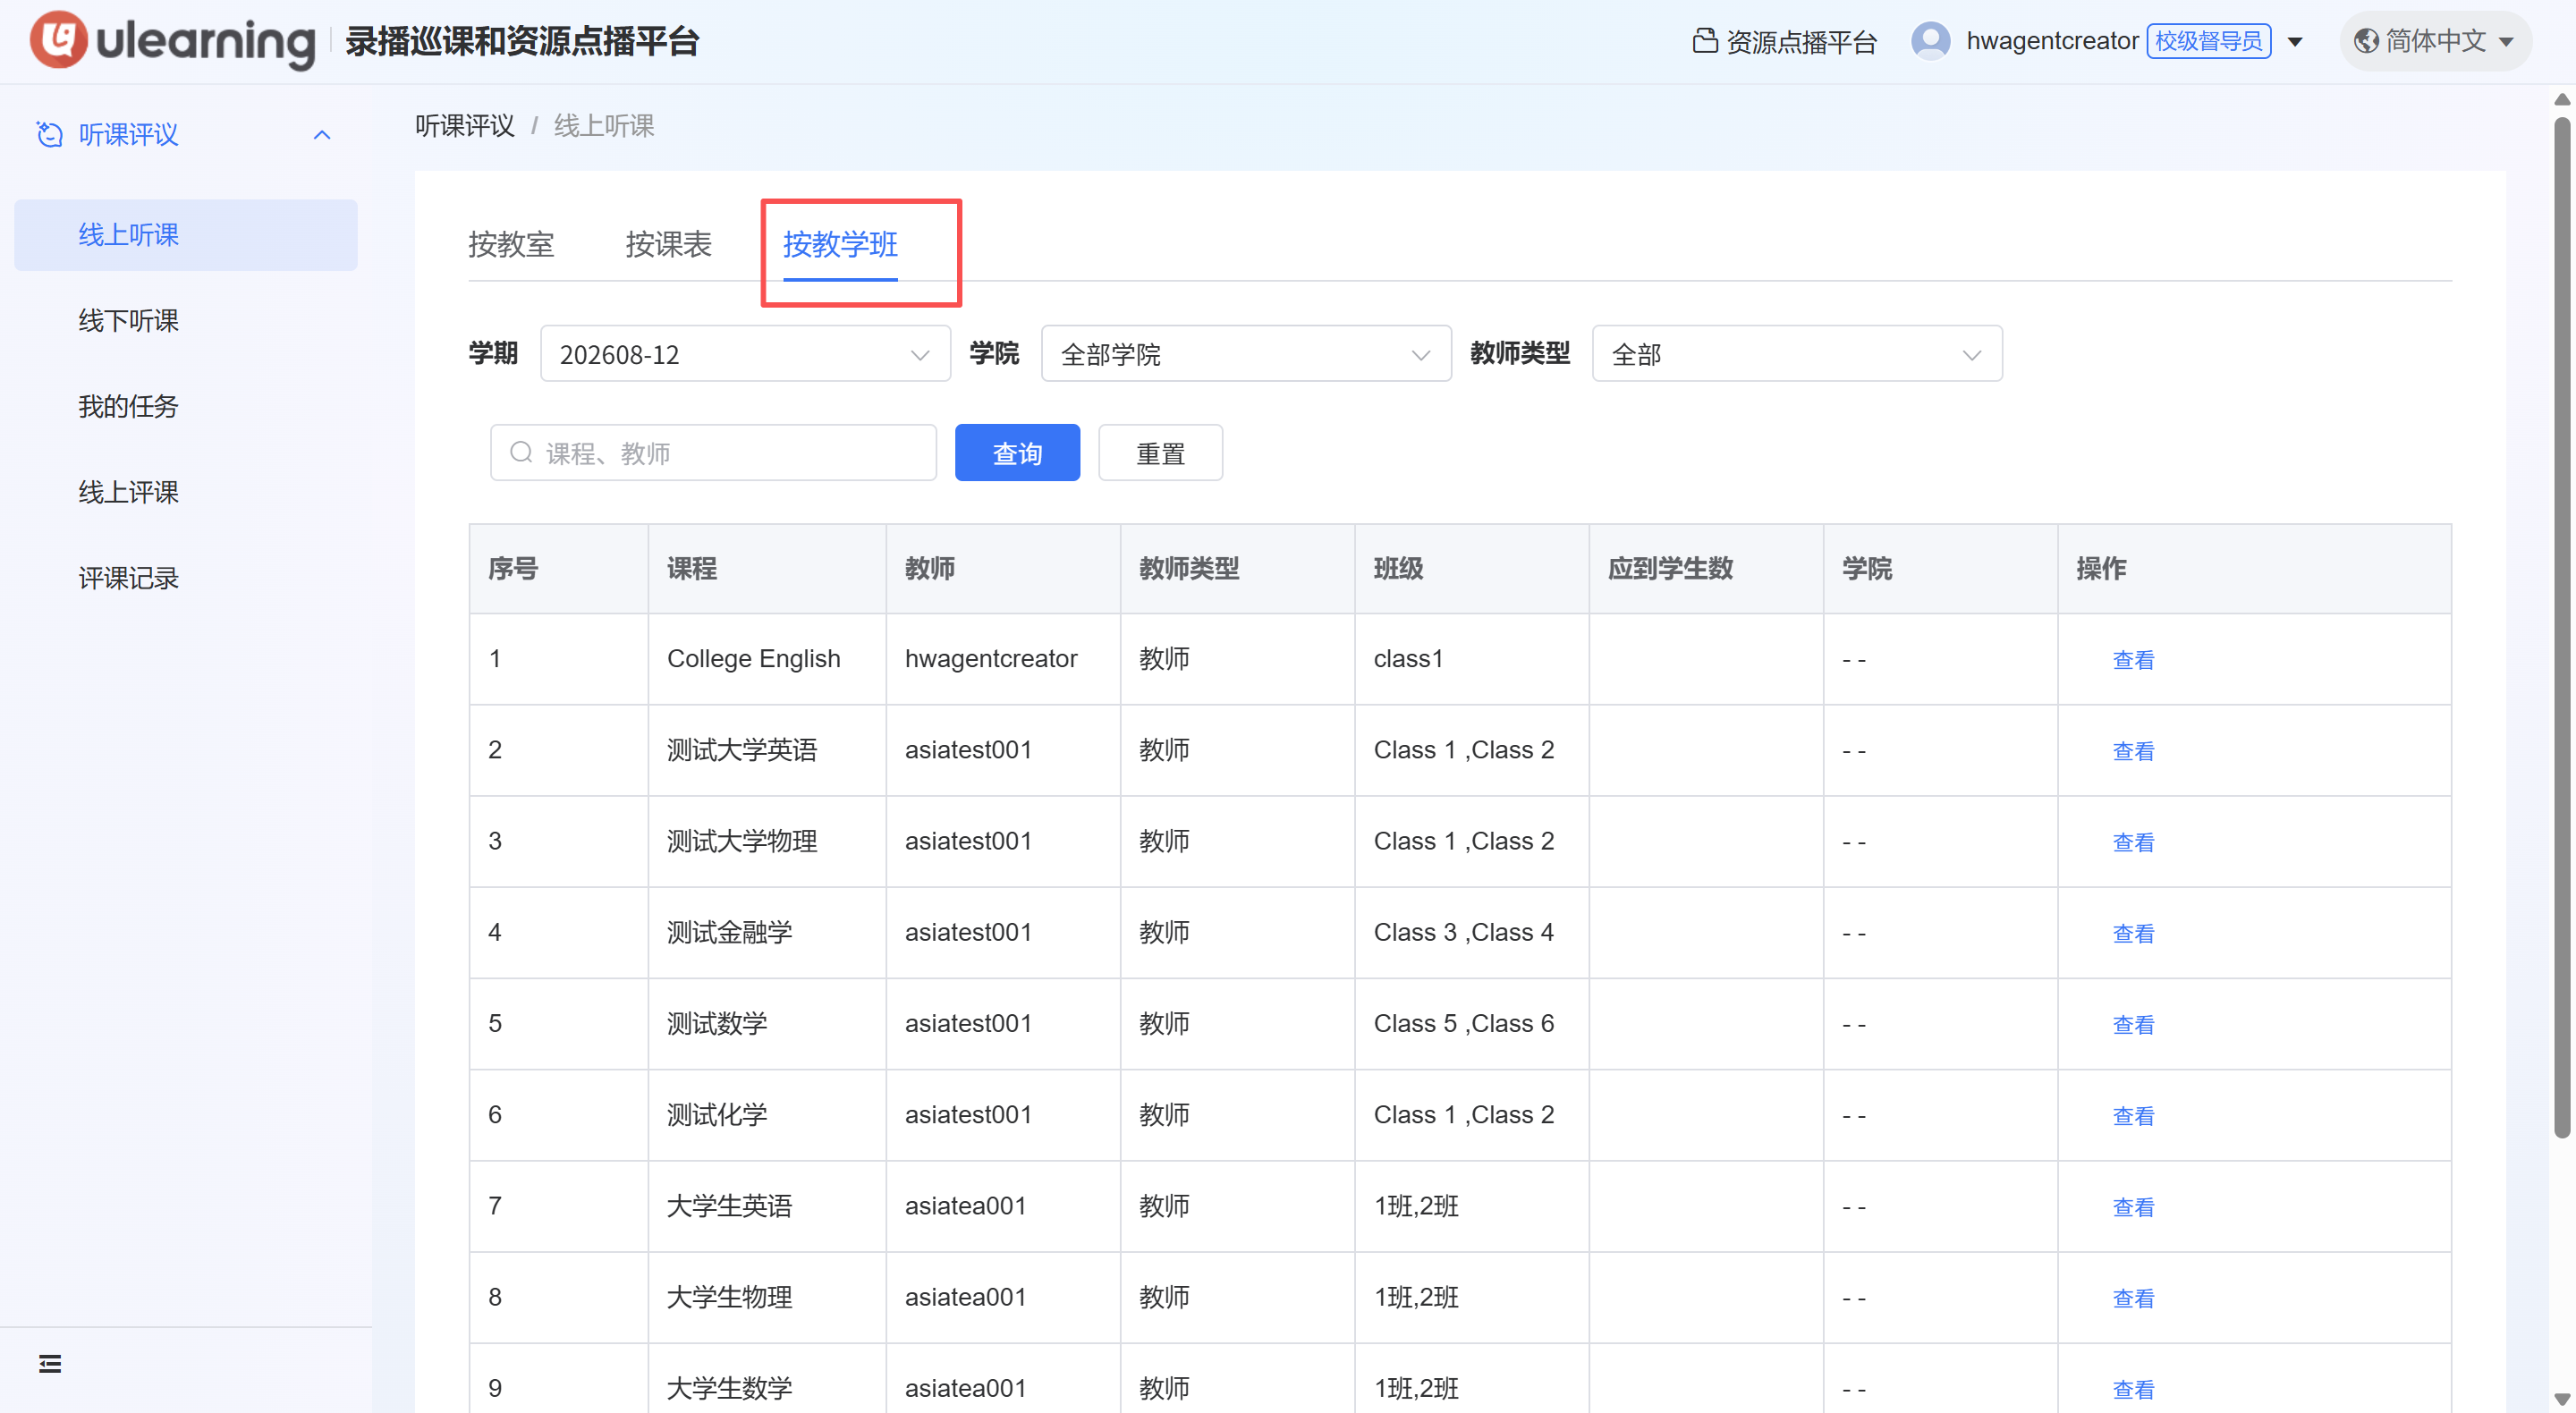 ulearning 录播巡课和资源点播平台 资源点播平台 hwagentcreator 校级督导员 简体中文
听课评议
线上听课
线下听课
我的任务
线上评课
评课记录
听课评议 / 线上听课
按教室 按课表 按教学班
学期 202608-12 学院 全部学院 教师类型 全部
课程、教师 查询 重置
序号 课程 教师 教师类型 班级 应到学生数 学院 操作
1 College English hwagentcreator 教师 class1 - - 查看
2 测试大学英语 asiatest001 教师 Class 1 ,Class 2 - - 查看
3 测试大学物理 asiatest001 教师 Class 1 ,Class 2 - - 查看
4 测试金融学 asiatest001 教师 Class 3 ,Class 4 - - 查看
5 测试数学 asiatest001 教师 Class 5 ,Class 6 - - 查看
6 测试化学 asiatest001 教师 Class 1 ,Class 2 - - 查看
7 大学生英语 asiatea001 教师 1班,2班 - - 查看
8 大学生物理 asiatea001 教师 1班,2班 - - 查看
9 大学生数学 asiatea001 教师 1班,2班 - - 查看